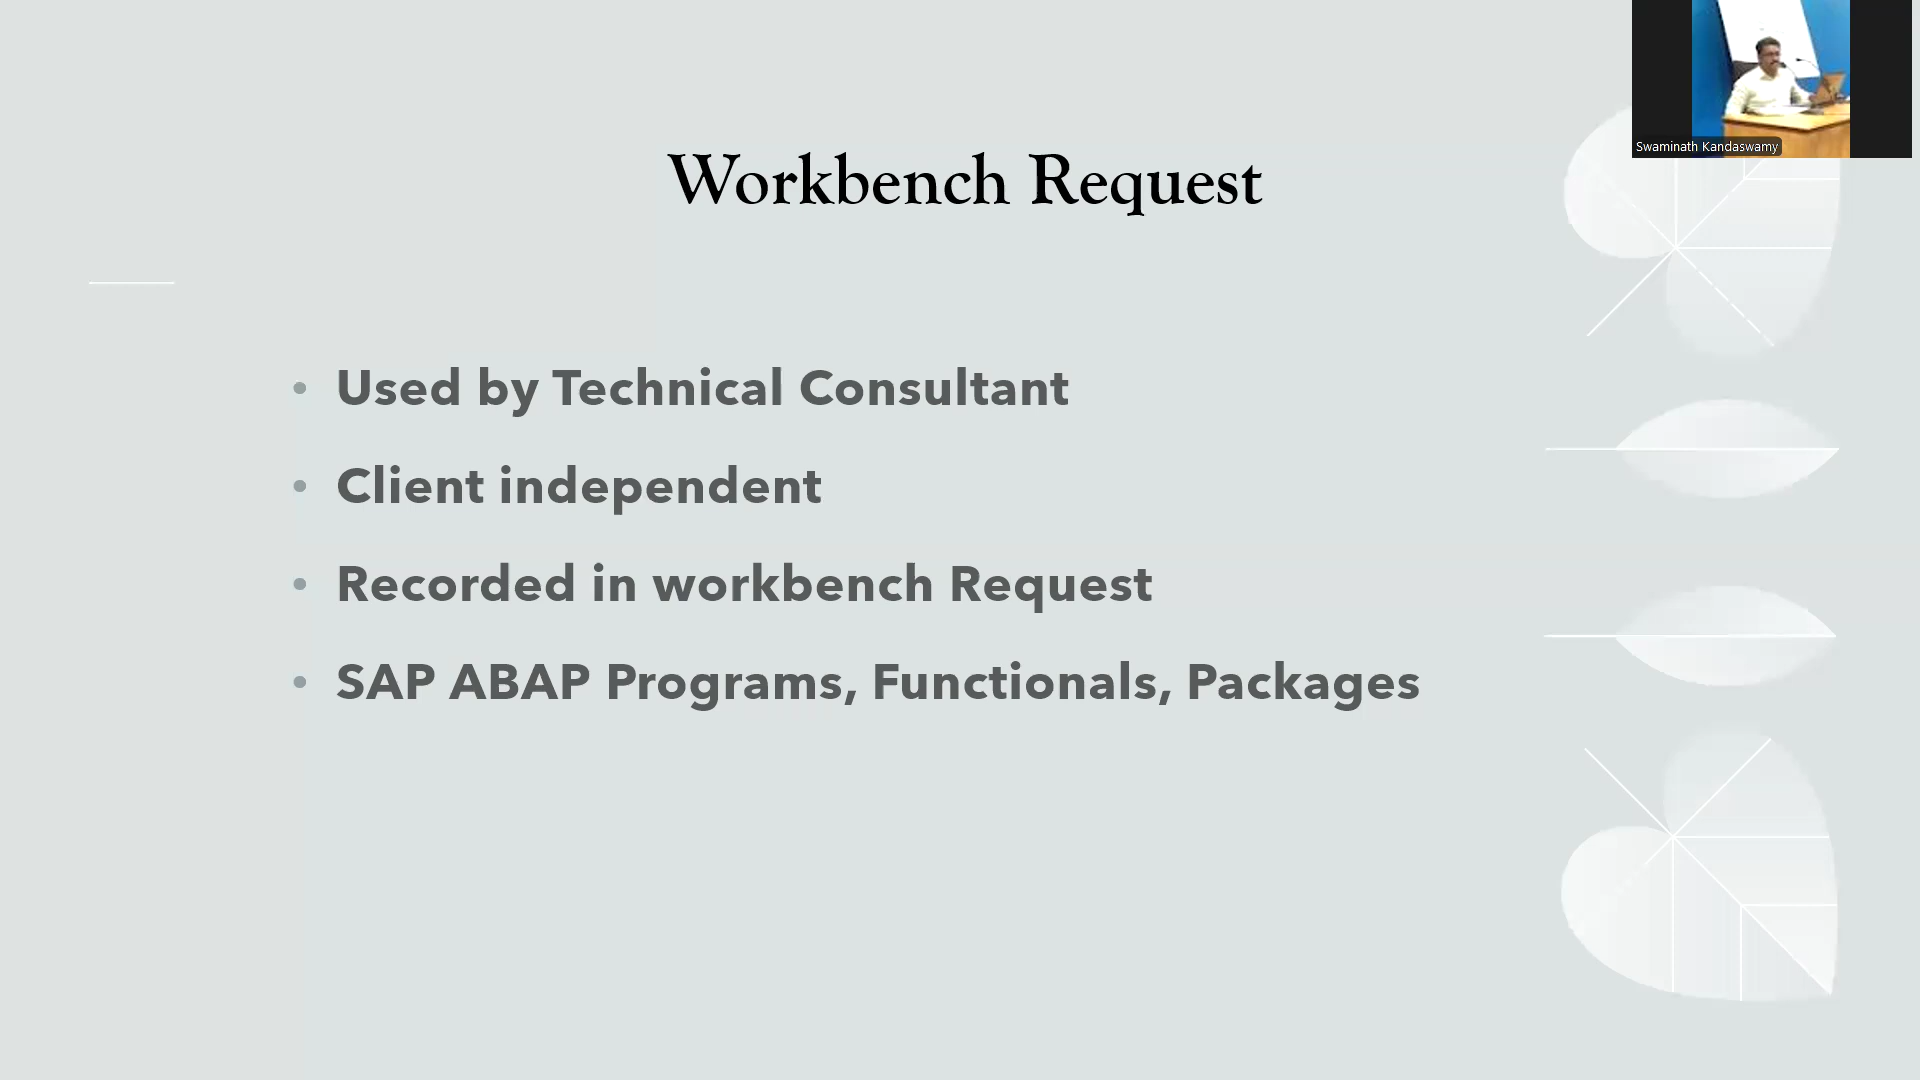 Swaminath Kandaswamy
Workbench Request
• Used by Technical Consultant
• Client independent
• Recorded in workbench Request
• SAP ABAP Programs, Functionals, Packages